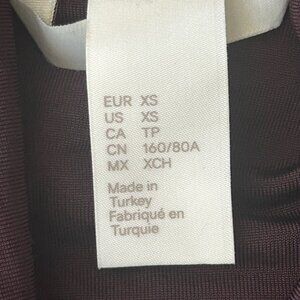 EUR XS
US XS
CA TP
CN 160/80A
MX XCH
Made in
Turkey
Fabriqué en
Turquie